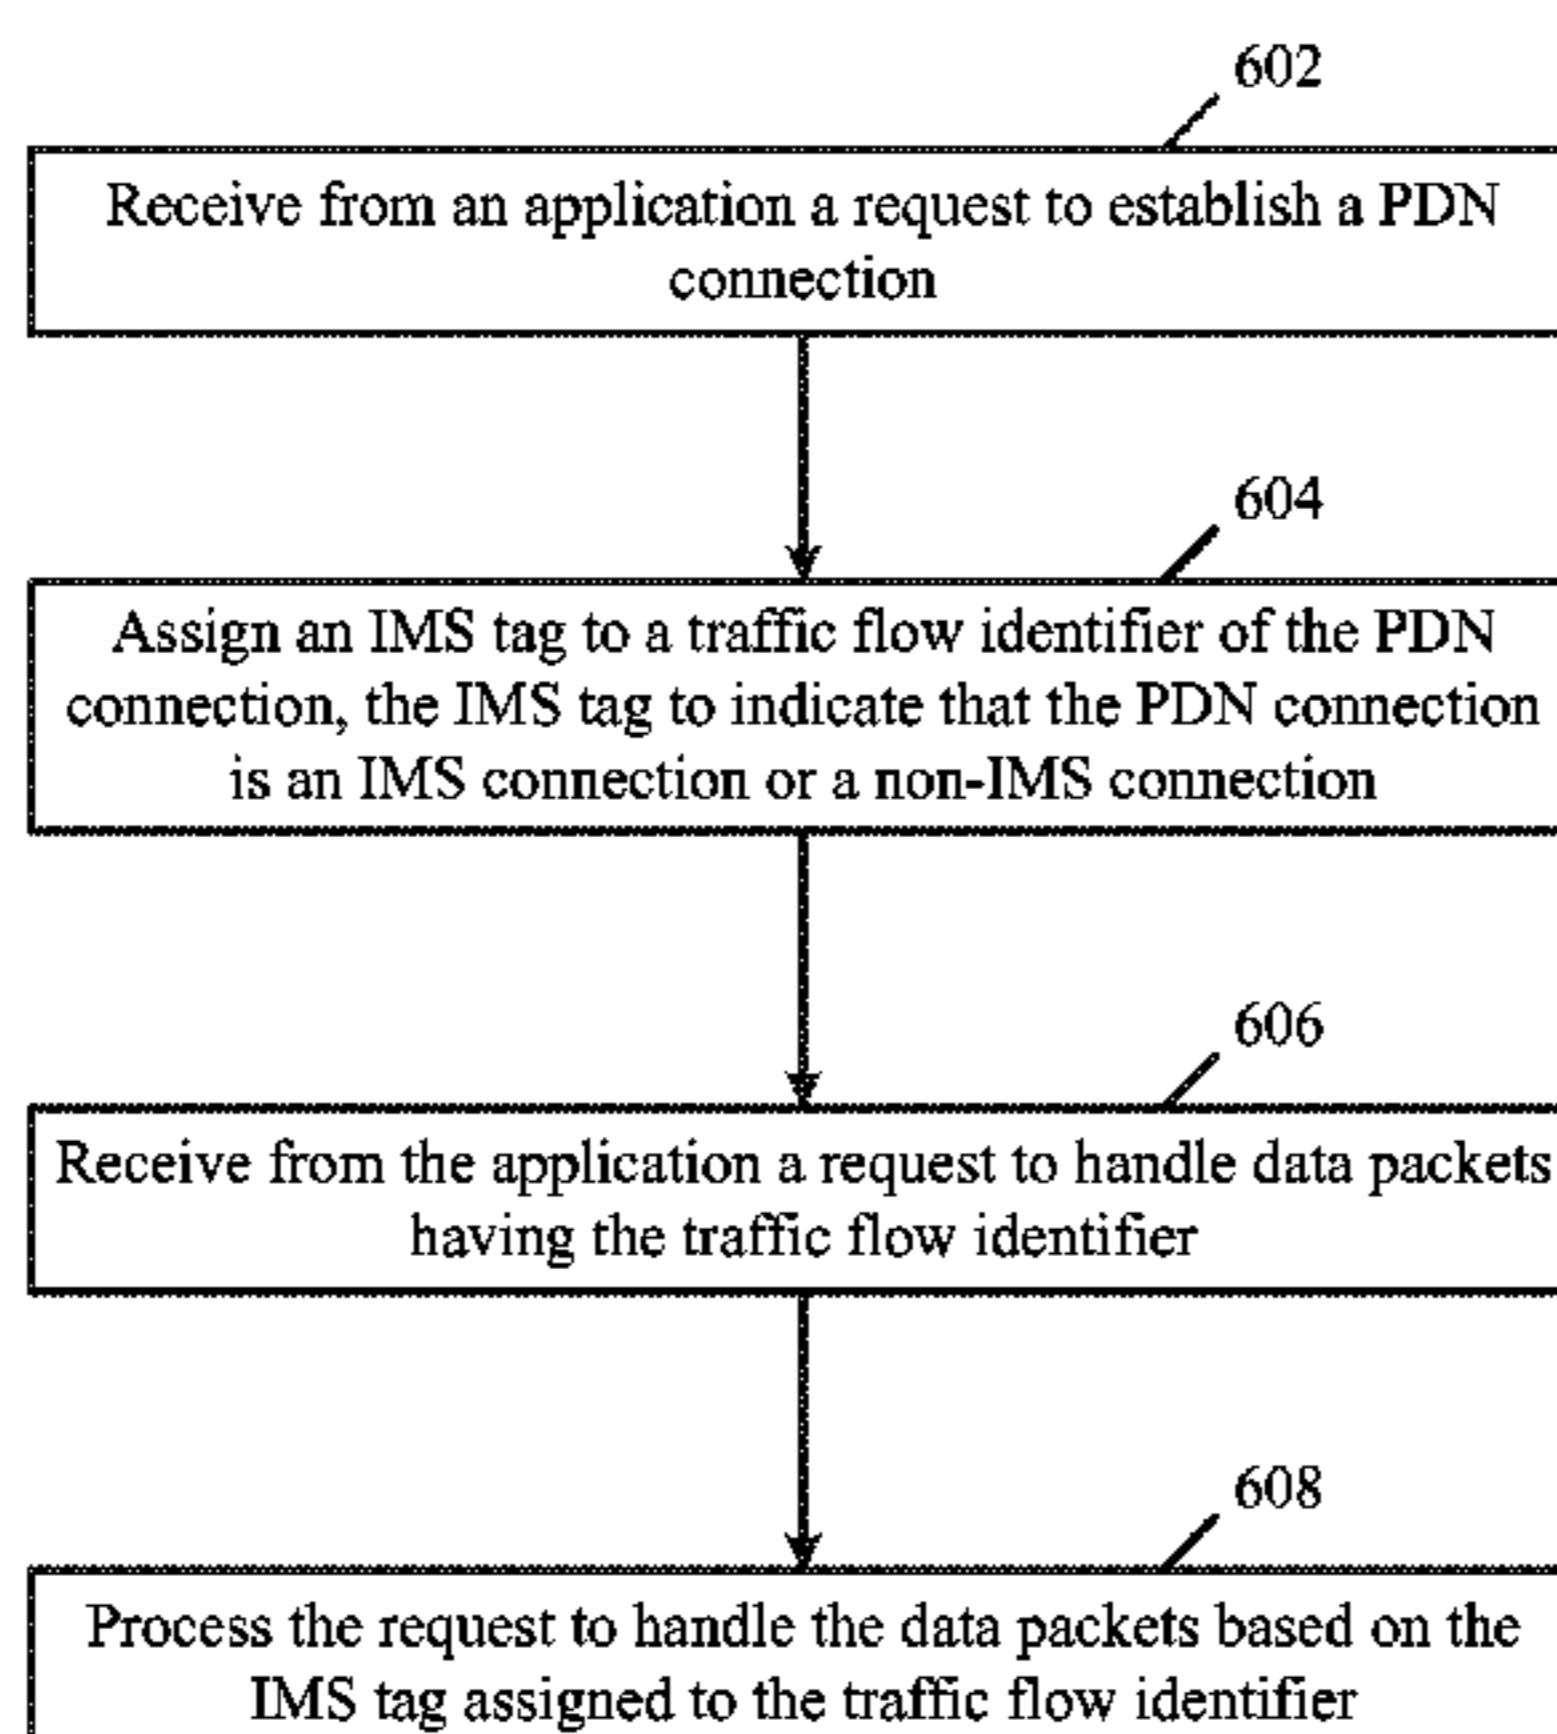 602
Receive from an application a request to establish a PDN
connection
604
Assign an IMS tag to a traffic flow identifier of the PDN
connection, the IMS tag to indicate that the PDN connection
is an IMS connection or a non-IMS connection
606
Receive from the application a request to handle data packets
having the traffic flow identifier
608
Process the request to handle the data packets based on the
IMS tag assigned to the traffic flow identifier